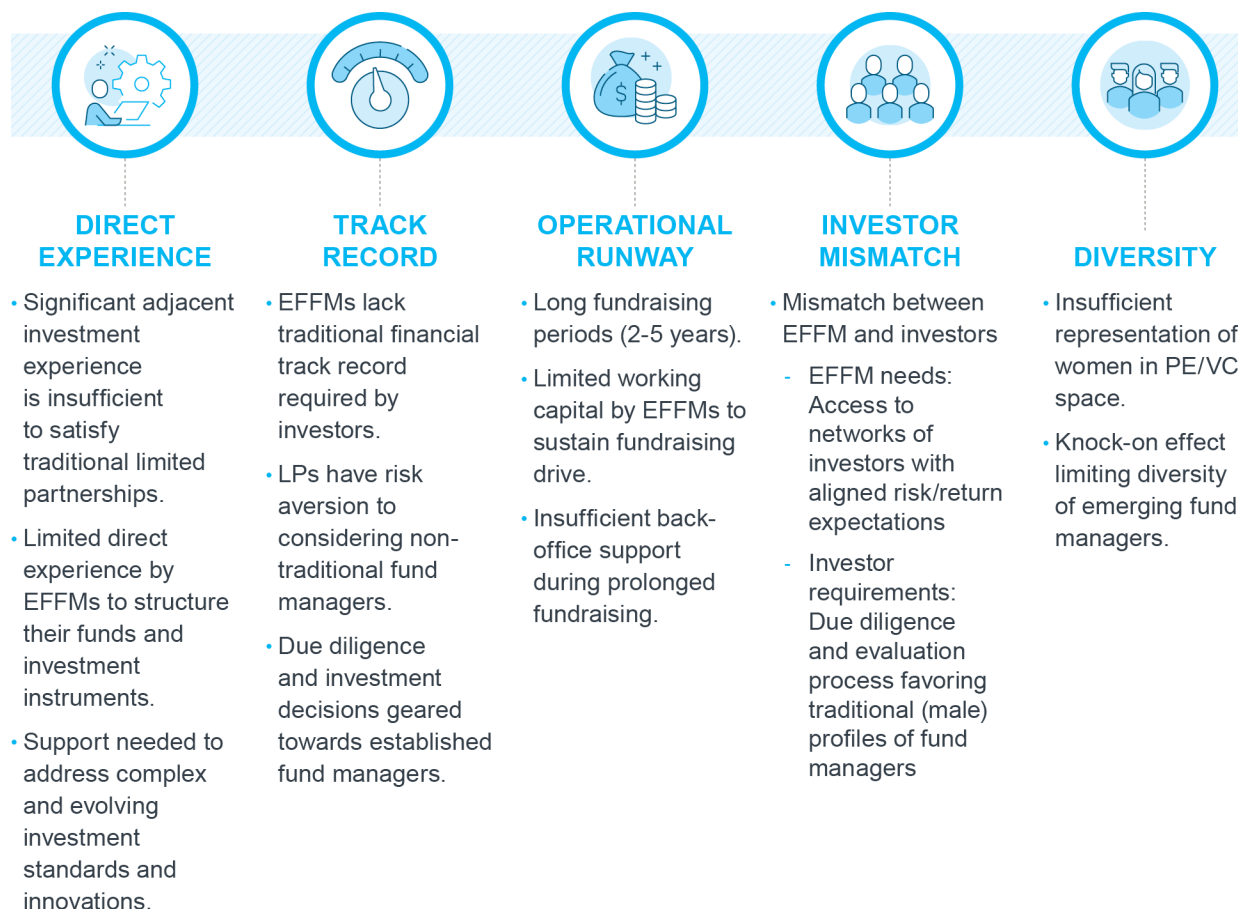 DIRECT
EXPERIENCE
• Significant adjacent
investment
experience
is insufficient
to satisfy
traditional limited
partnerships.
• Limited direct
experience by
EFFMs to structure
their funds and
investment
instruments.
• Support needed to
address complex
and evolving
investment
standards and
innovations.
TRACK
RECORD
• EFFMs lack
traditional financial
track record
required by
investors.
• LPs have risk
aversion to
considering non-
traditional fund
managers.
• Due diligence
and investment
decisions geared
towards established
fund managers.
$
OPERATIONAL
RUNWAY
• Long fundraising
periods (2-5 years).
• Limited working
capital by EFFMs to
sustain fundraising
drive.
• Insufficient back-
office support
during prolonged
fundraising.
INVESTOR
MISMATCH
• Mismatch between
EFFM and investors
- EFFM needs:
Access to
networks of
investors with
aligned risk/return
expectations
- Investor
requirements:
Due diligence
and evaluation
process favoring
traditional (male)
profiles of fund
managers
DIVERSITY
• Insufficient
representation of
women in PE/VC
space.
• Knock-on effect
limiting diversity
of emerging fund
managers.